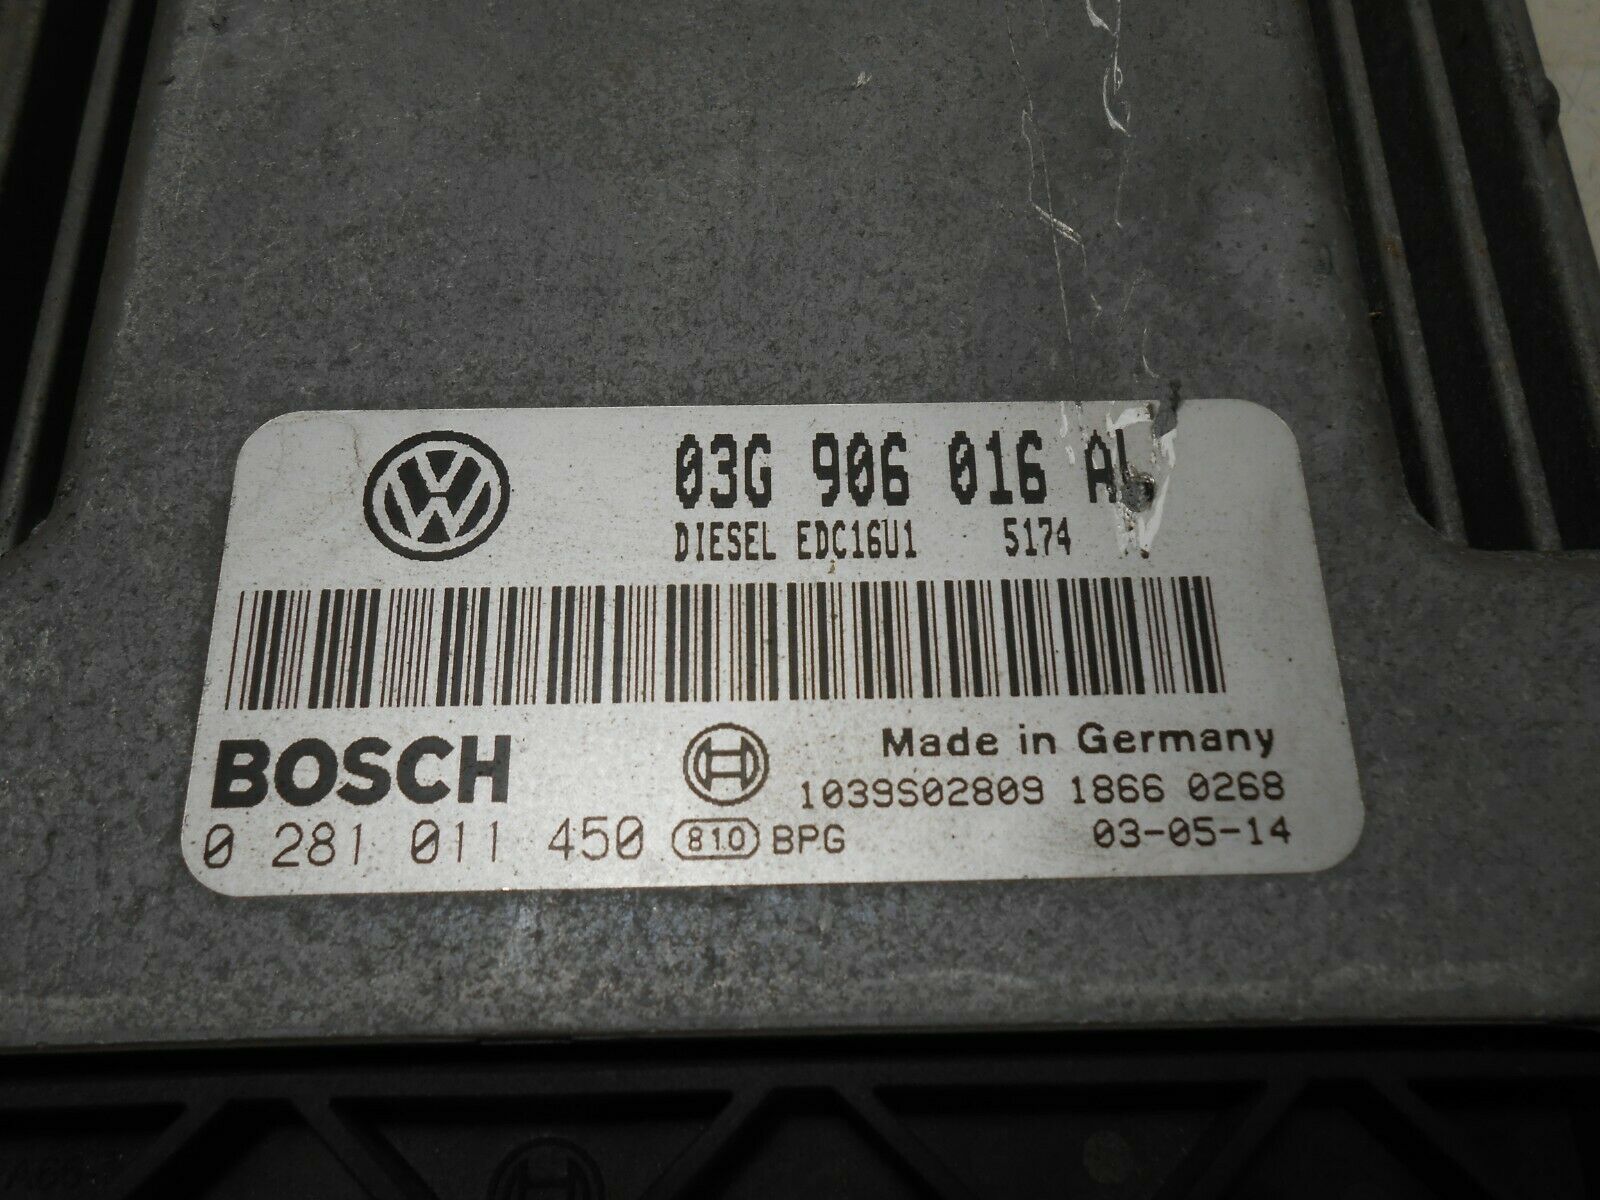 03G 906 016 AL
DIESEL EDC16U1 5174
BOSCH
Made in Germany
1039S02809 1866 0268
0 281 011 450 810 BPG 03-05-14